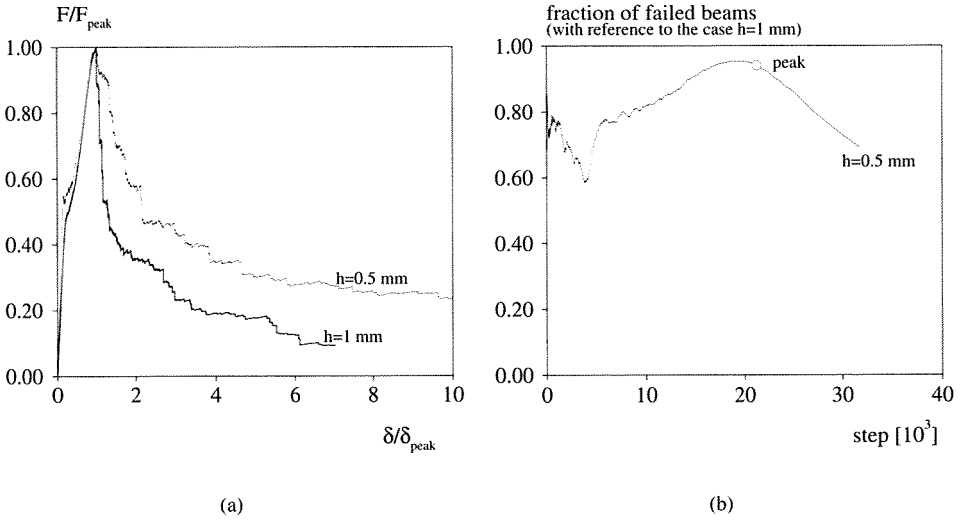 F/F_peak
1.00
0.80
0.60
0.40
0.20
0.00
0 2 4 6 8 10
δ/δ_peak
h=0.5 mm
h=1 mm
(a)
fraction of failed beams
(with reference to the case h=1 mm)
1.00
0.80
0.60
0.40
0.20
0.00
0 10 20 30 40
step [10³]
peak
h=0.5 mm
(b)